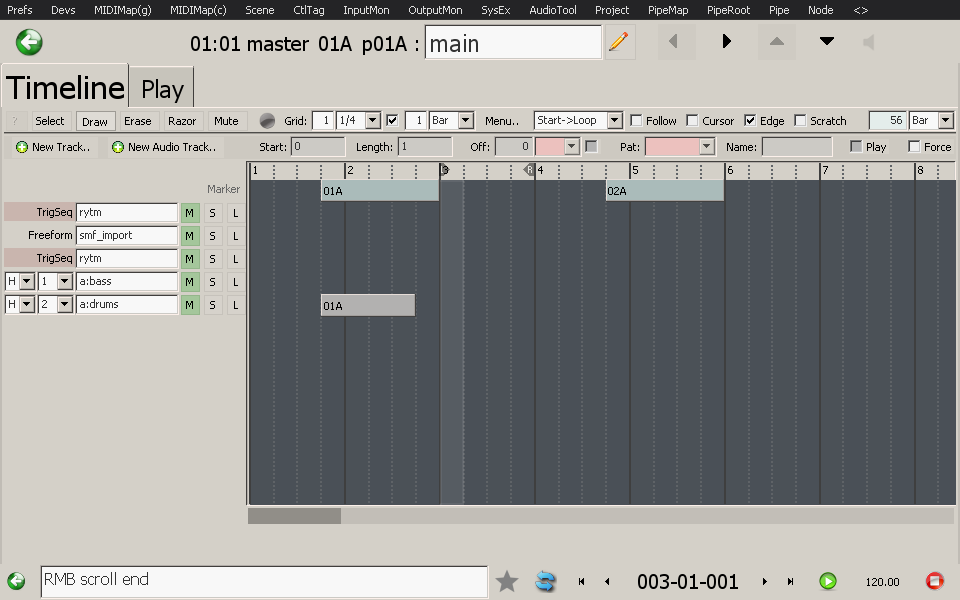 Prefs Devs MIDIMap(g) MIDIMap(c) Scene CtlTag InputMon OutputMon SysEx AudioTool Project PipeMap PipeRoot Pipe Node <>
01:01 master 01A p01A : main
Timeline Play
? Select Draw Erase Razor Mute Grid: 1 1/4 1 Bar Menu.. Start->Loop Follow Cursor Edge Scratch 56 Bar
New Track.. New Audio Track.. Start: 0 Length: 1 Off: 0 Pat: Name: Play Force
1 2 3 R 4 5 6 7 8
Marker 01A 02A
TrigSeq rytm M S L
Freeform smf_import M S L
TrigSeq rytm M S L
H 1 a:bass M S L
H 2 a:drums M S L 01A
RMB scroll end 003-01-001 120.00